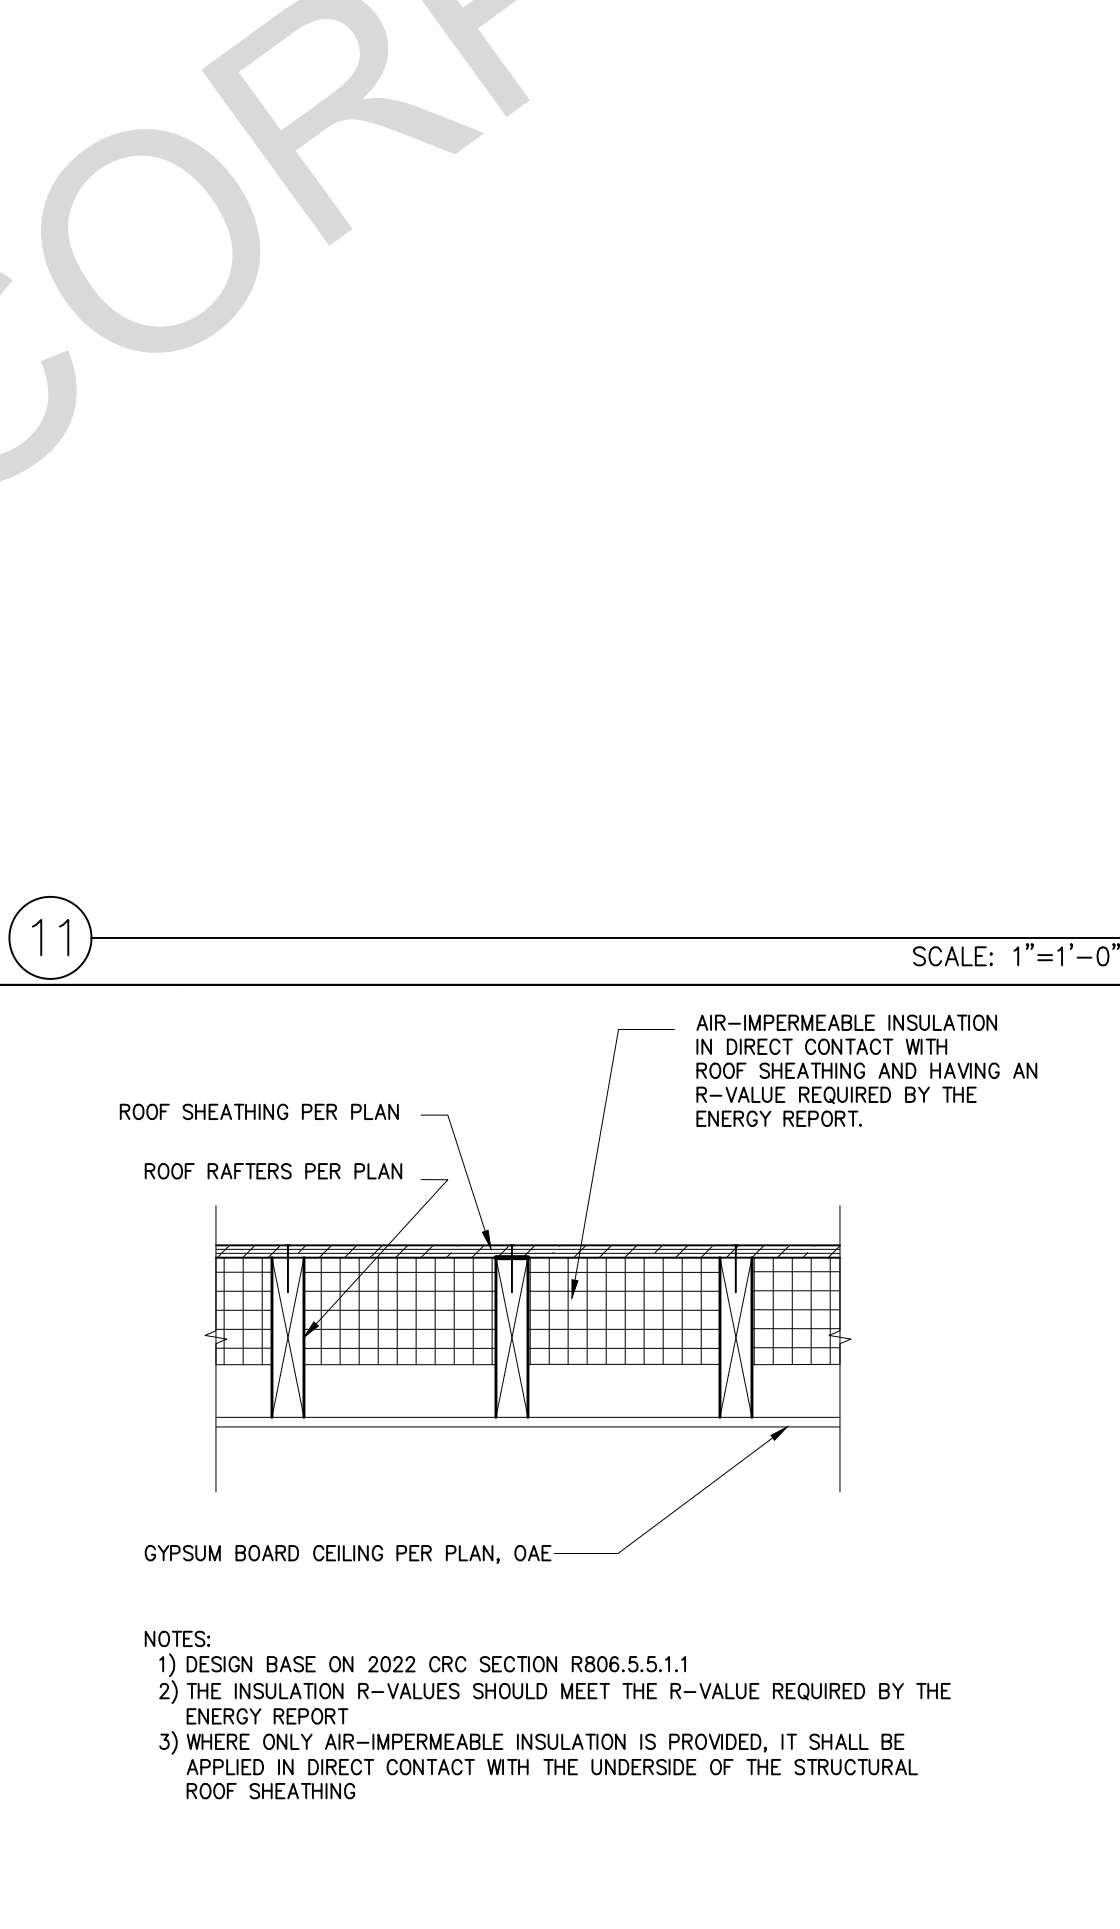 CORP
11
SCALE: 1"=1'-0"
AIR-IMPERMEABLE INSULATION
IN DIRECT CONTACT WITH
ROOF SHEATHING AND HAVING AN
R-VALUE REQUIRED BY THE
ENERGY REPORT.
ROOF SHEATHING PER PLAN
ROOF RAFTERS PER PLAN
GYPSUM BOARD CEILING PER PLAN, OAE
NOTES:
1) DESIGN BASE ON 2022 CRC SECTION R806.5.5.1.1
2) THE INSULATION R-VALUES SHOULD MEET THE R-VALUE REQUIRED BY THE
ENERGY REPORT
3) WHERE ONLY AIR-IMPERMEABLE INSULATION IS PROVIDED, IT SHALL BE
APPLIED IN DIRECT CONTACT WITH THE UNDERSIDE OF THE STRUCTURAL
ROOF SHEATHING